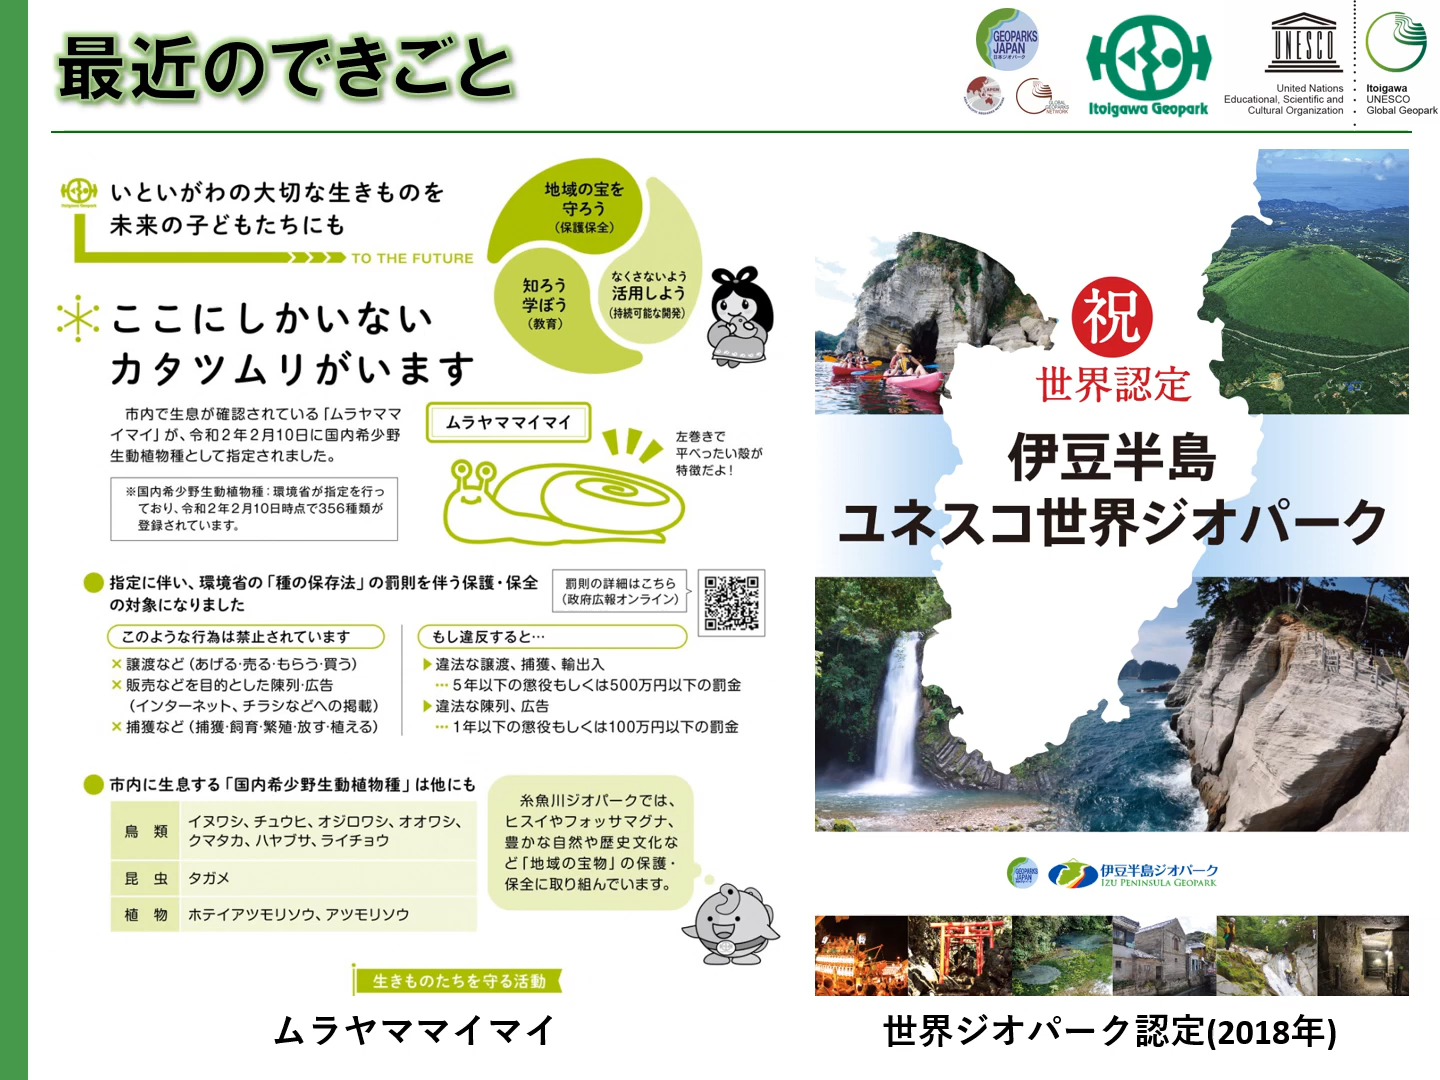 最近のできごと
GEOPARKS
JAPAN
日本ジオパーク
JAPAN
GLOBAL
GEOPARKS
NETWORK
Itoigawa Geopark
UNESCO
United Nations
Educational, Scientific and
Cultural Organization
Itoigawa
UNESCO
Global Geopark
Itoigawa Geopark
いといがわの大切な生きものを
未来の子どもたちにも
TO THE FUTURE
地域の宝を
守ろう
(保護保全)
知ろう
学ぼう
(教育)
なくさないよう
活用しよう
(持続可能な開発)
ここにしかいない
カタツムリがいます
市内で生息が確認されている「ムラヤママ
イマイ」が、令和2年2月10日に国内希少野
生動植物種として指定されました。
※国内希少野生動植物種:環境省が指定を行っ
ており、令和2年2月10日時点で356種類が
登録されています。
ムラヤママイマイ
左巻きで
平べったい殻が
特徴だよ!
指定に伴い、環境省の「種の保存法」の罰則を伴う保護・保全
の対象になりました
罰則の詳細はこちら
(政府広報オンライン)
このような行為は禁止されています
× 譲渡など(あげる・売る・もらう・買う)
× 販売などを目的とした陳列・広告
(インターネット、チラシなどへの掲載)
× 捕獲など(捕獲・飼育・繁殖・放す・植える)
もし違反すると…
▶違法な譲渡、捕獲、輸出入
…5年以下の懲役もしくは500万円以下の罰金
▶違法な陳列、広告
…1年以下の懲役もしくは100万円以下の罰金
市内に生息する「国内希少野生動植物種」は他にも
鳥 類
イヌワシ、チュウヒ、オジロワシ、オオワシ、
クマタカ、ハヤブサ、ライチョウ
昆 虫
タガメ
植 物
ホテイアツモリソウ、アツモリソウ
糸魚川ジオパークでは、
ヒスイやフォッサマグナ、
豊かな自然や歴史文化な
ど「地域の宝物」の保護・
保全に取り組んでいます。
生きものたちを守る活動
ムラヤママイマイ
祝
世界認定
伊豆半島
ユネスコ世界ジオパーク
GEOPARKS
JAPAN
伊豆半島ジオパーク
IZU PENINSULA GEOPARK
世界ジオパーク認定(2018年)